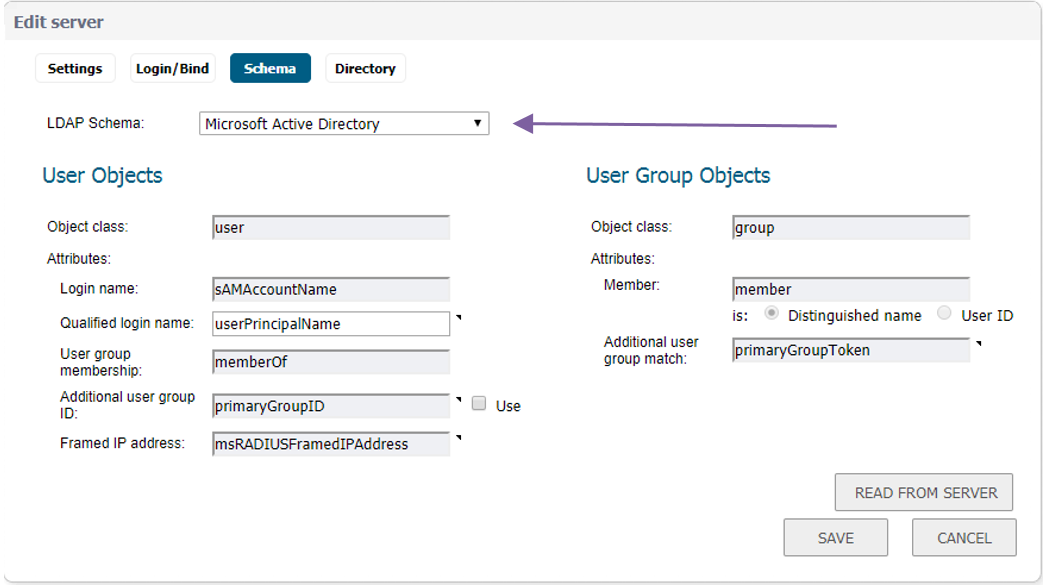 Edit server
Settings Login/Bind Schema Directory
LDAP Schema: Microsoft Active Directory
User Objects User Group Objects
Object class: user Object class: group
Attributes: Attributes:
Login name: sAMAccountName Member: member
is: Distinguished name User ID
Qualified login name: userPrincipalName
User group
membership: memberOf
Additional user
group match: primaryGroupToken
Additional user group
ID: primaryGroupID Use
Framed IP address: msRADIUSFramedIPAddress
READ FROM SERVER
SAVE CANCEL